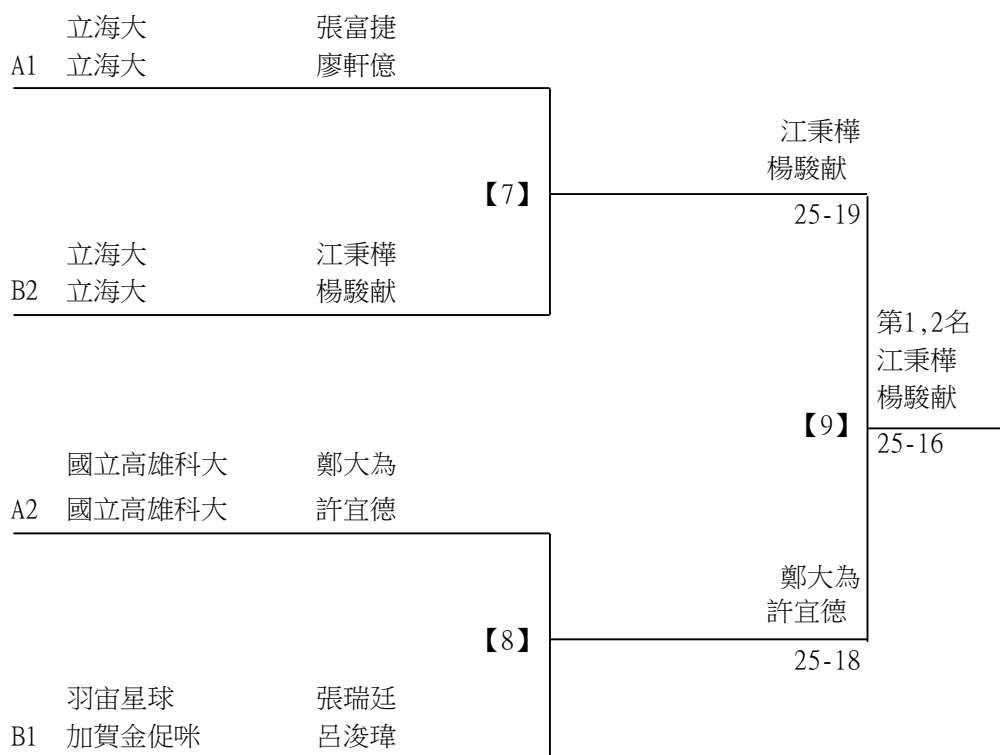 立海大 張富捷
A1 立海大 廖軒億
江秉樺
楊駿献
【7】
25-19
立海大 江秉樺
B2 立海大 楊駿献
第1,2名
江秉樺
楊駿献
【9】
25-16
國立高雄科大 鄭大為
A2 國立高雄科大 許宜德
鄭大為
許宜德
【8】
25-18
羽宙星球 張瑞廷
B1 加賀金促咪 呂浚瑋